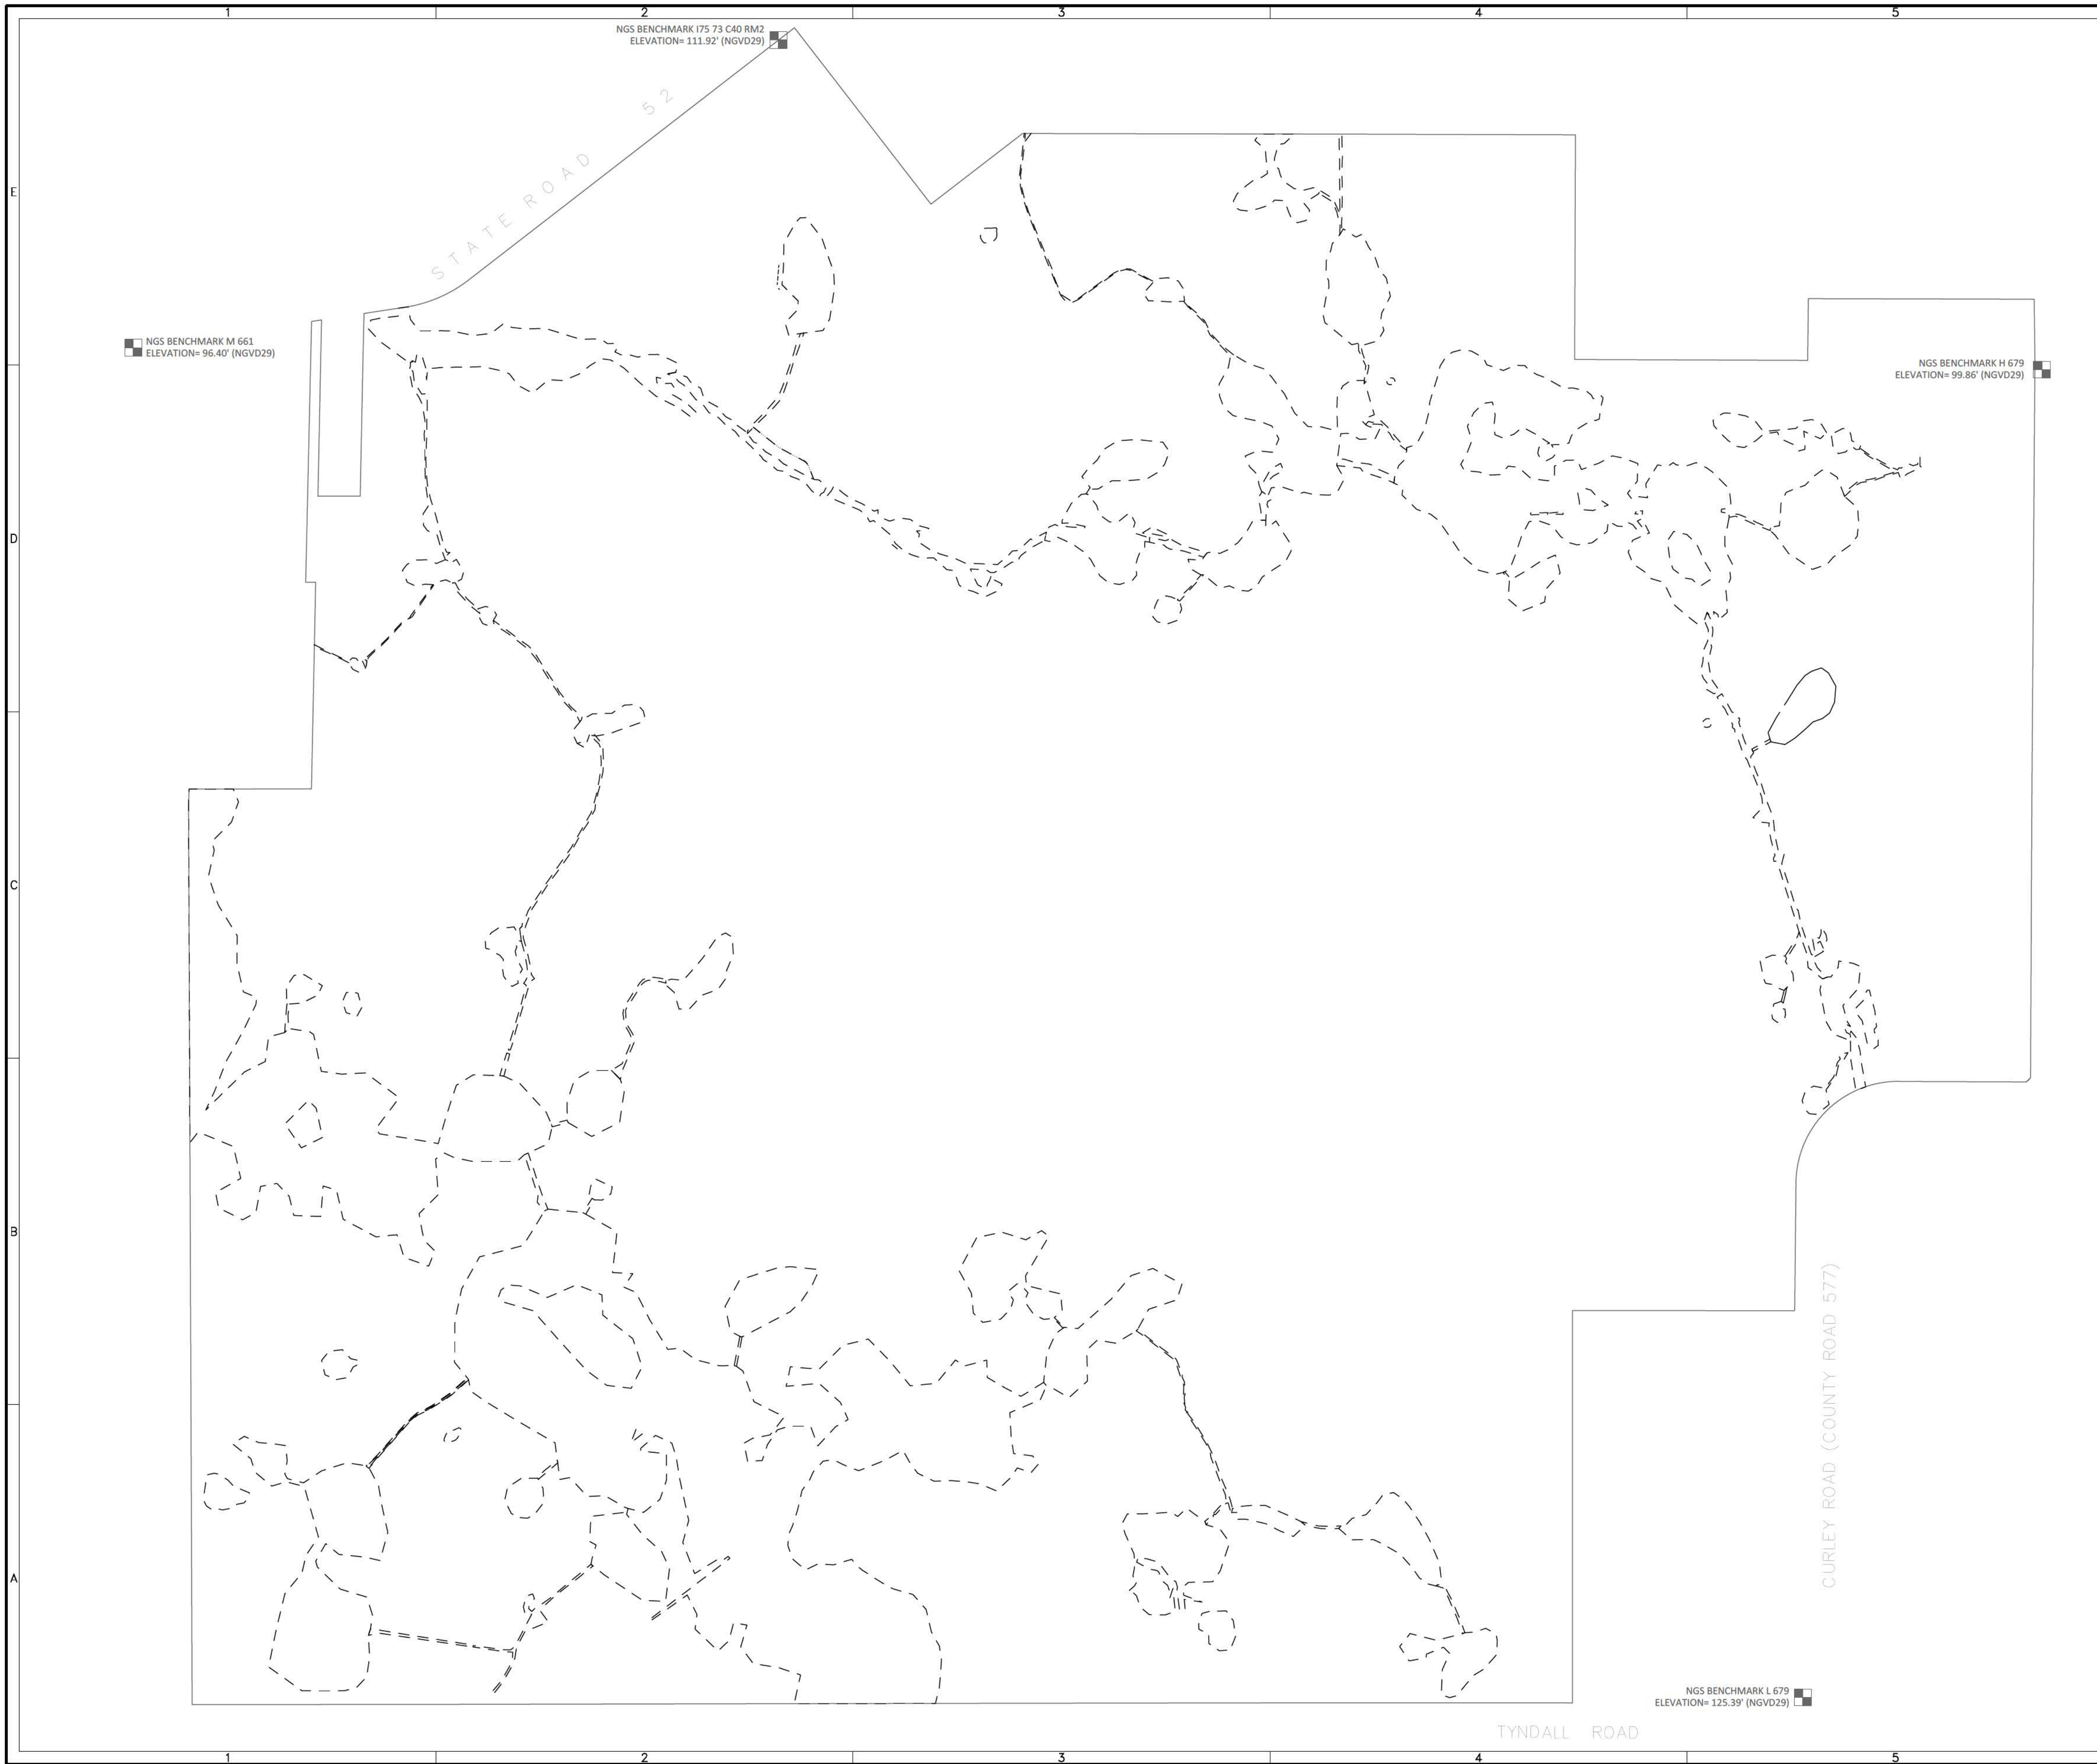 1 2 3 4 5
NGS BENCHMARK I75 73 C40 RM2
ELEVATION= 111.92' (NGVD29)
STATE ROAD 52
E
NGS BENCHMARK M 661
ELEVATION= 96.40' (NGVD29)
NGS BENCHMARK H 679
ELEVATION= 99.86' (NGVD29)
D
C
B
CURLEY ROAD (COUNTY ROAD 577)
A
NGS BENCHMARK L 679
ELEVATION= 125.39' (NGVD29)
TYNDALL ROAD
1 2 3 4 5